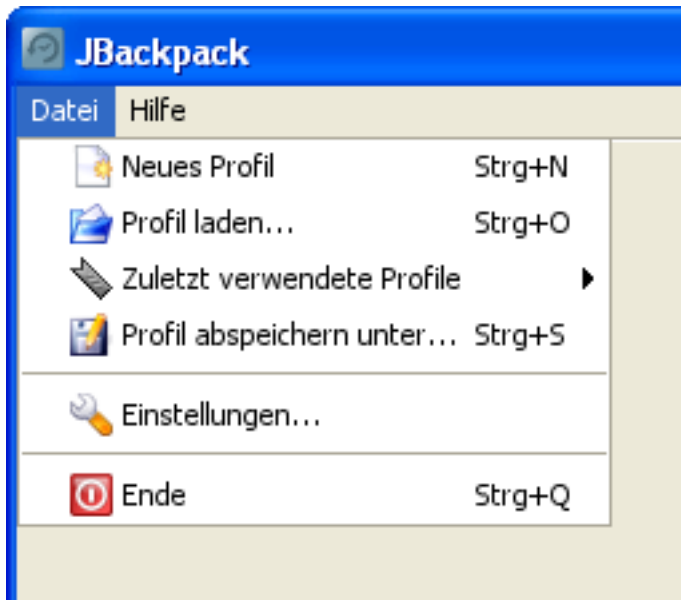 JBackpack
Datei Hilfe
Neues Profil Strg+N
Profil laden... Strg+O
Zuletzt verwendete Profile
Profil abspeichern unter... Strg+S
Einstellungen...
Ende Strg+Q